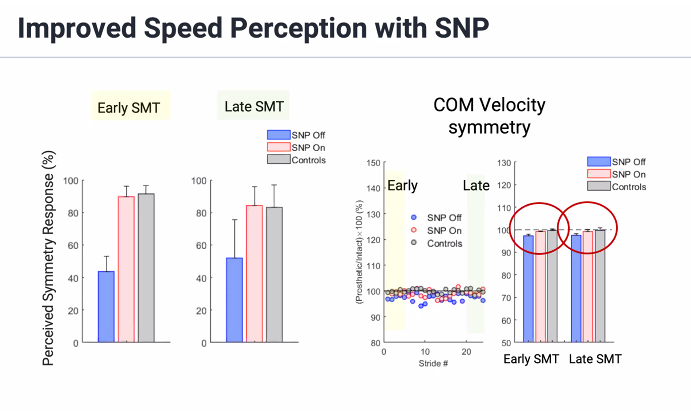 Improved Speed Perception with SNP
Early SMT
Late SMT
SNP Off
SNP On
Controls
Perceived Symmetry Response (%)
100
80
60
40
20
0
100
80
60
40
20
0
COM Velocity
symmetry
(Prosthetic/Intact) × 100 (%)
150
140
130
120
110
100
90
80
Early
Late
SNP Off
SNP On
Controls
0
10
20
Stride #
SNP Off
SNP On
Controls
130
120
110
100
90
80
70
60
50
Early SMT
Late SMT